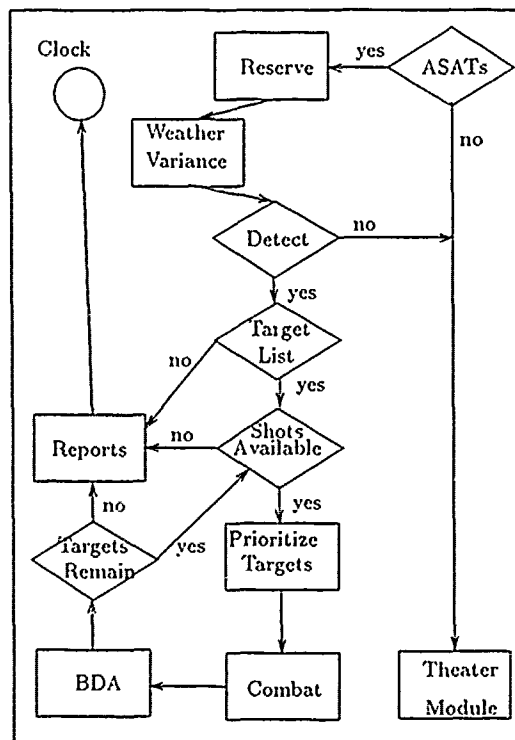 Clock
Reserve
yes
ASATs
Weather
Variance
no
Detect
no
yes
Target
List
no
yes
Reports
no
Shots
Available
no
yes
yes
Targets
Remain
Prioritize
Targets
BDA
Combat
Theater
Module